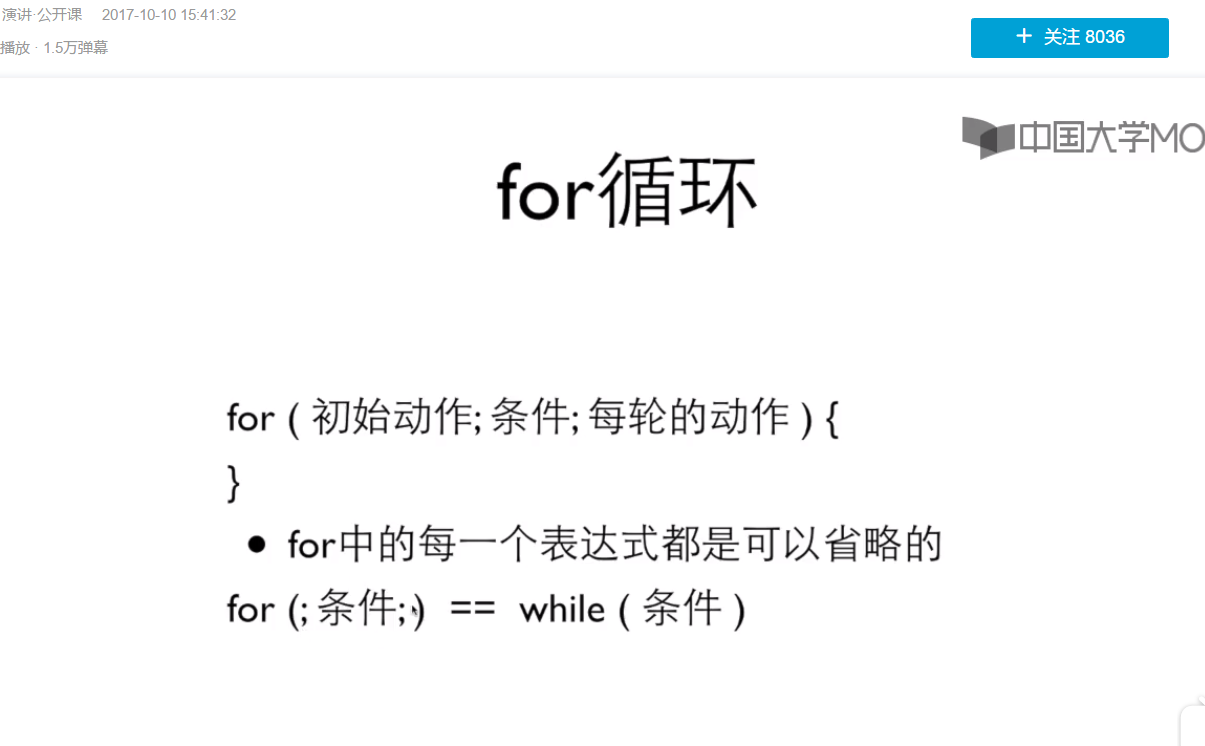 演讲·公开课 2017-10-10 15:41:32
播放 · 1.5万弹幕
+ 关注 8036
中国大学MO
for循环
for ( 初始动作; 条件; 每轮的动作 ) {
}
• for中的每一个表达式都是可以省略的
for (; 条件; ) == while ( 条件 )